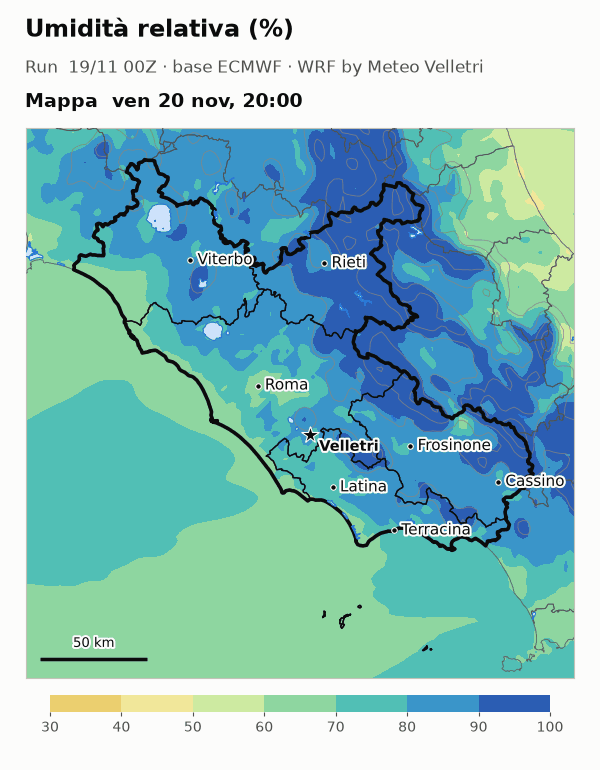 Umidità relativa (%)
Run  19/11 00Z · base ECMWF · WRF by Meteo Velletri
Mappa  ven 20 nov, 20:00
Viterbo
Rieti
Roma
Velletri
Frosinone
Cassino
Latina
Terracina
50 km
30 40 50 60 70 80 90 100